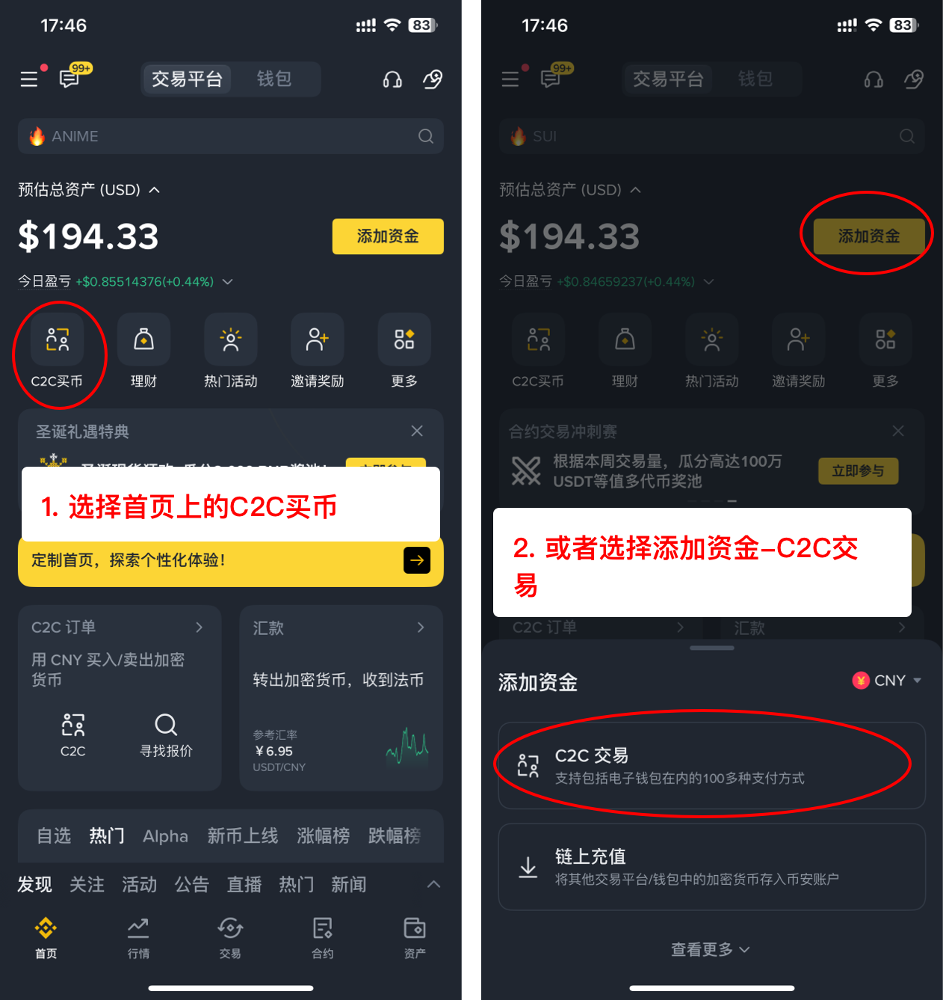 17:46
83
99+
交易平台
钱包
ANIME
预估总资产 (USD)
$194.33
添加资金
今日盈亏 +$0.85514376(+0.44%)
C2C买币
理财
热门活动
邀请奖励
更多
圣诞礼遇特典
1. 选择首页上的C2C买币
定制首页，探索个性化体验！
C2C 订单
用 CNY 买入/卖出加密
货币
C2C
寻找报价
汇款
转出加密货币，收到法币
参考汇率
¥6.95
USDT/CNY
自选 热门 Alpha 新币上线 涨幅榜 跌幅榜
发现 关注 活动 公告 直播 热门 新闻
首页
行情
交易
合约
资产
17:46
83
99+
交易平台
钱包
SUI
预估总资产 (USD)
$194.33
添加资金
今日盈亏 +$0.84659237(+0.44%)
C2C买币
理财
热门活动
邀请奖励
更多
合约交易冲刺赛
根据本周交易量，瓜分高达100万
USDT等值多代币奖池
立即参与
2. 或者选择添加资金-C2C交
易
C2C 订单
汇款
添加资金
¥ CNY
C2C 交易
支持包括电子钱包在内的100多种支付方式
链上充值
将其他交易平台/钱包中的加密货币存入币安账户
查看更多